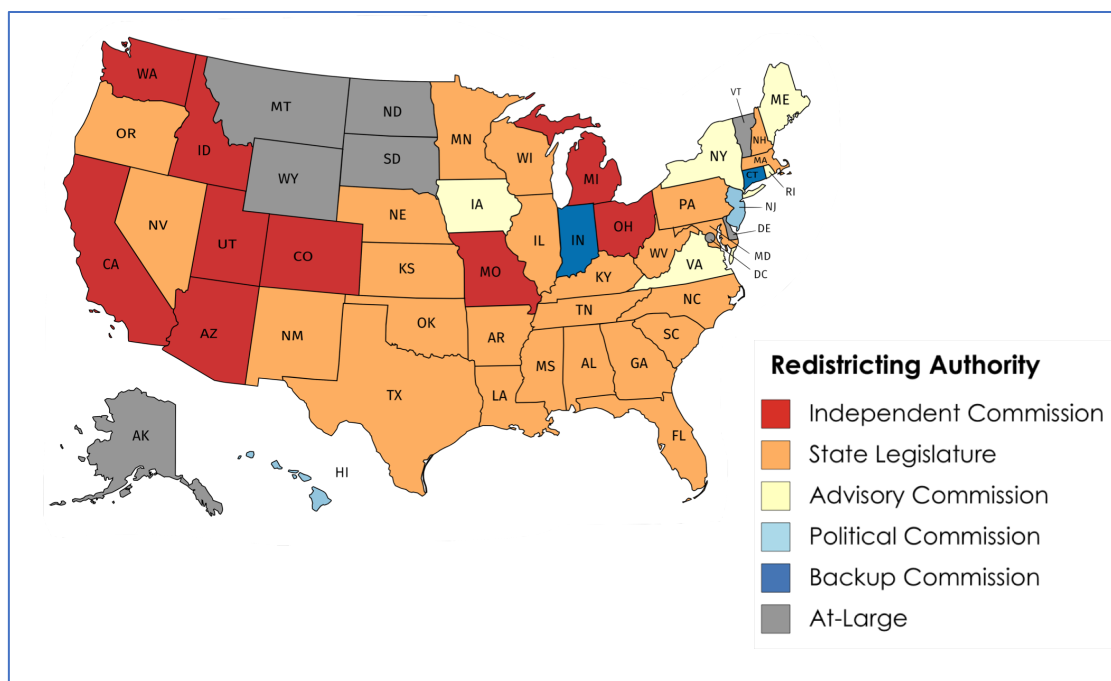 WA
MT
ND
MN
VT
ME
OR
ID
SD
WI
NY
NH
MA
CT
RI
WY
MI
IA
NE
PA
NJ
NV
UT
CO
IL
IN
OH
DE
MD
DC
CA
KS
MO
WV
VA
KY
NC
TN
AZ
NM
OK
AR
SC
MS
AL
GA
TX
LA
FL
AK
HI
Redistricting Authority
Independent Commission
State Legislature
Advisory Commission
Political Commission
Backup Commission
At-Large